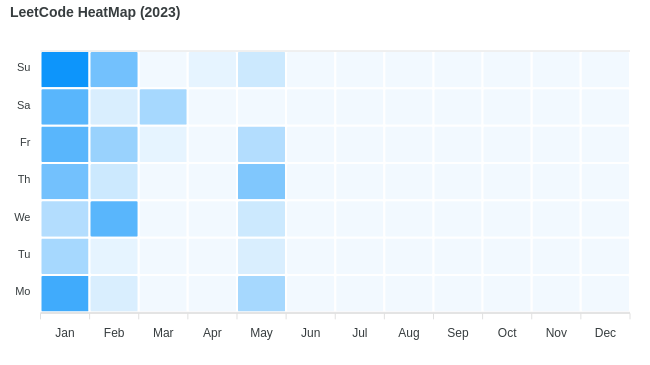 LeetCode HeatMap (2023)
Su
Sa
Fr
Th
We
Tu
Mo
Jan Feb Mar Apr May Jun Jul Aug Sep Oct Nov Dec